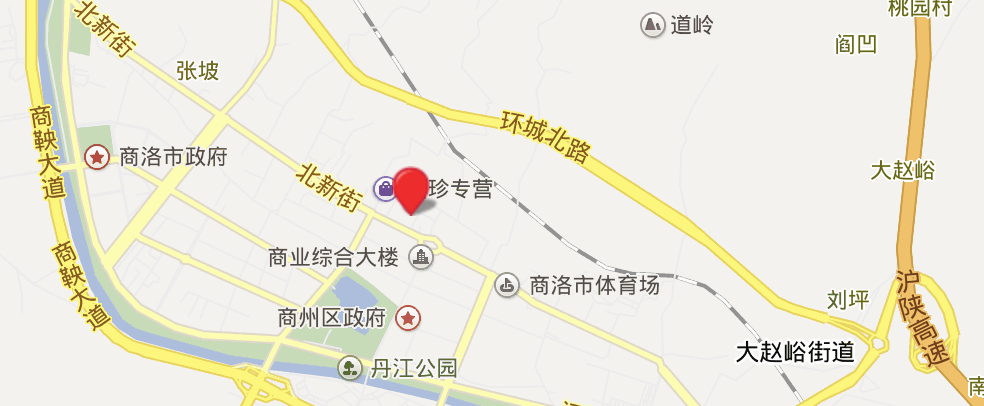 北新街
道岭
桃园村
阎凹
张坡
商鞅大道
环城北路
商洛市政府
大赵峪
北新街
珍专营
商鞅大道
商业综合大楼
商洛市体育场
沪陕高速
刘坪
商州区政府
大赵峪街道
丹江公园
南